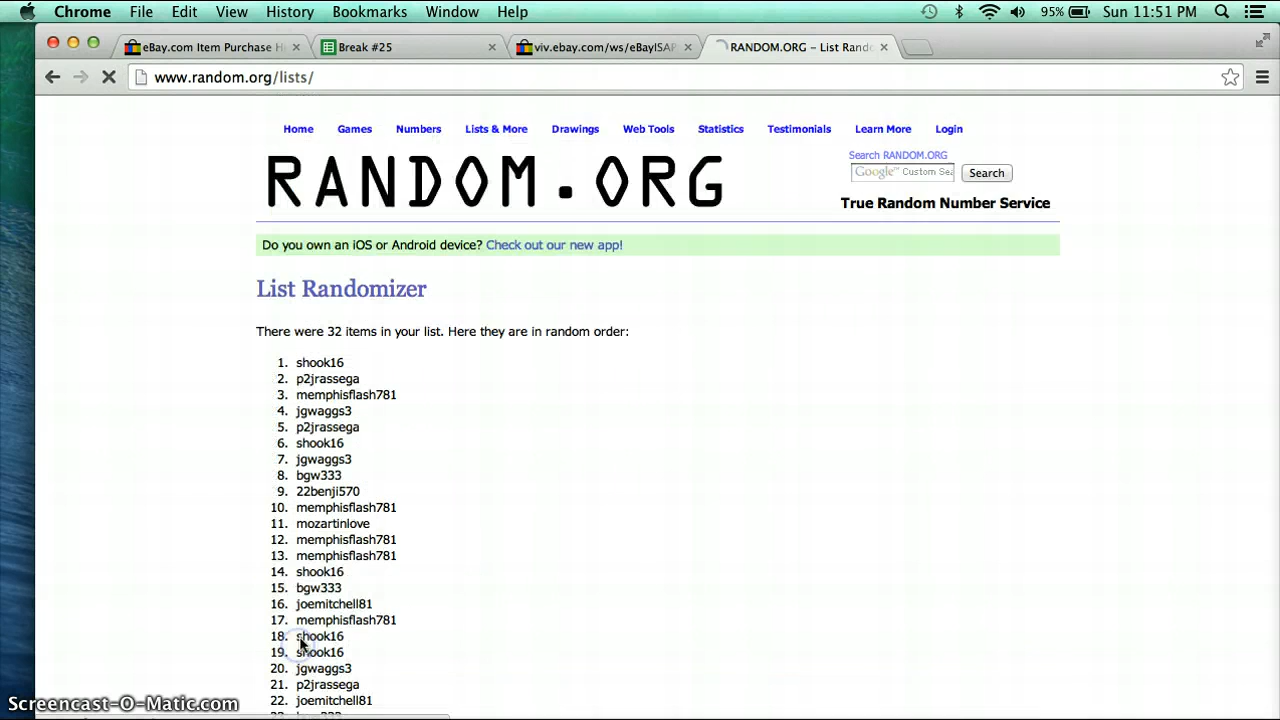 Chrome File Edit View History Bookmarks Window Help 95% Sun 11:51 PM
eBay.com Item Purchase H Break #25 viv.ebay.com/ws/eBayISAP RANDOM.ORG - List Rand
www.random.org/lists/
Home Games Numbers Lists & More Drawings Web Tools Statistics Testimonials Learn More Login
Search RANDOM.ORG
RANDOM.ORG
Google™ Custom Sea Search
True Random Number Service
Do you own an iOS or Android device? Check out our new app!
List Randomizer
There were 32 items in your list. Here they are in random order:
1. shook16
2. p2jrassega
3. memphisflash781
4. jgwaggs3
5. p2jrassega
6. shook16
7. jgwaggs3
8. bgw333
9. 22benji570
10. memphisflash781
11. mozartinlove
12. memphisflash781
13. memphisflash781
14. shook16
15. bgw333
16. joemitchell81
17. memphisflash781
18. shook16
19. shook16
20. jgwaggs3
21. p2jrassega
22. joemitchell81
Screencast-O-Matic.com